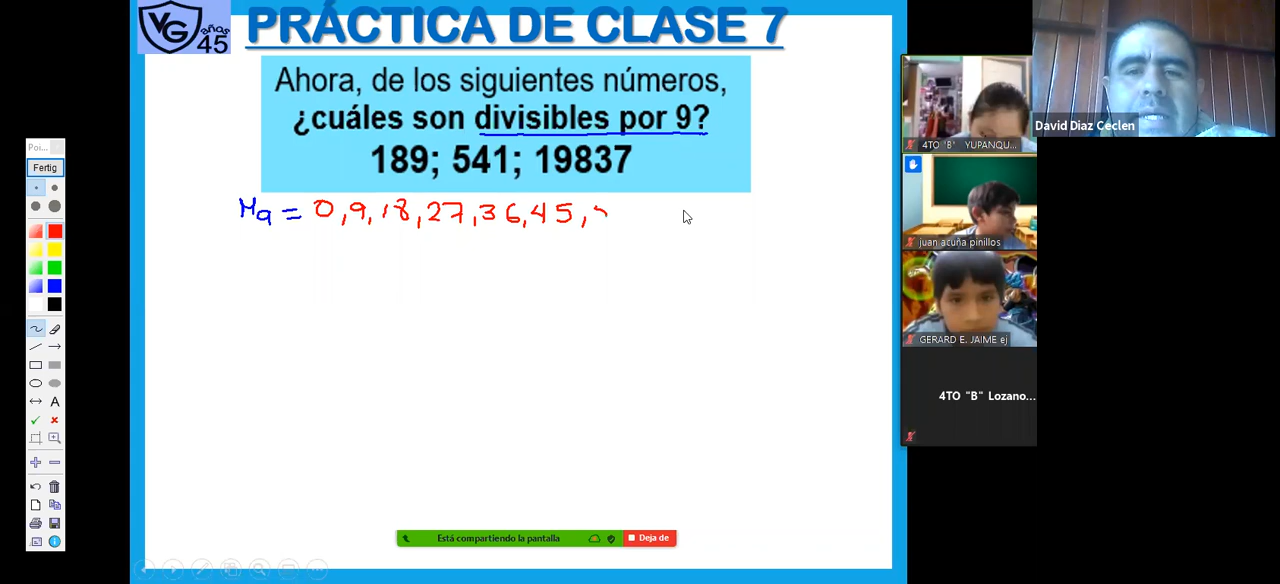 VG años 45
PRÁCTICA DE CLASE 7
Ahora, de los siguientes números,
¿cuáles son divisibles por 9?
189; 541; 19837
M9 = 0,9,18,27,36,45,
Poi...
Fertig
A
4TO "B" YUPANQU...
David Diaz Ceclen
juan acuña pinillos
GERARD E. JAIME ej
4TO "B" Lozano...
Está compartiendo la pantalla
Deja de